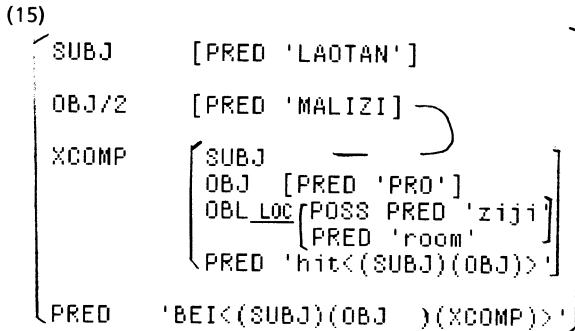 (15)
SUBJ [PRED 'LAOTAN']
OBJ/2 [PRED 'MALIZI]
XCOMP [SUBJ
OBJ [PRED 'PRO']
OBL LOC [POSS PRED 'ziji'
[PRED 'room' ]
PRED 'hit<(SUBJ)(OBJ)>']
PRED 'BEI<(SUBJ)(OBJ )(XCOMP)>'